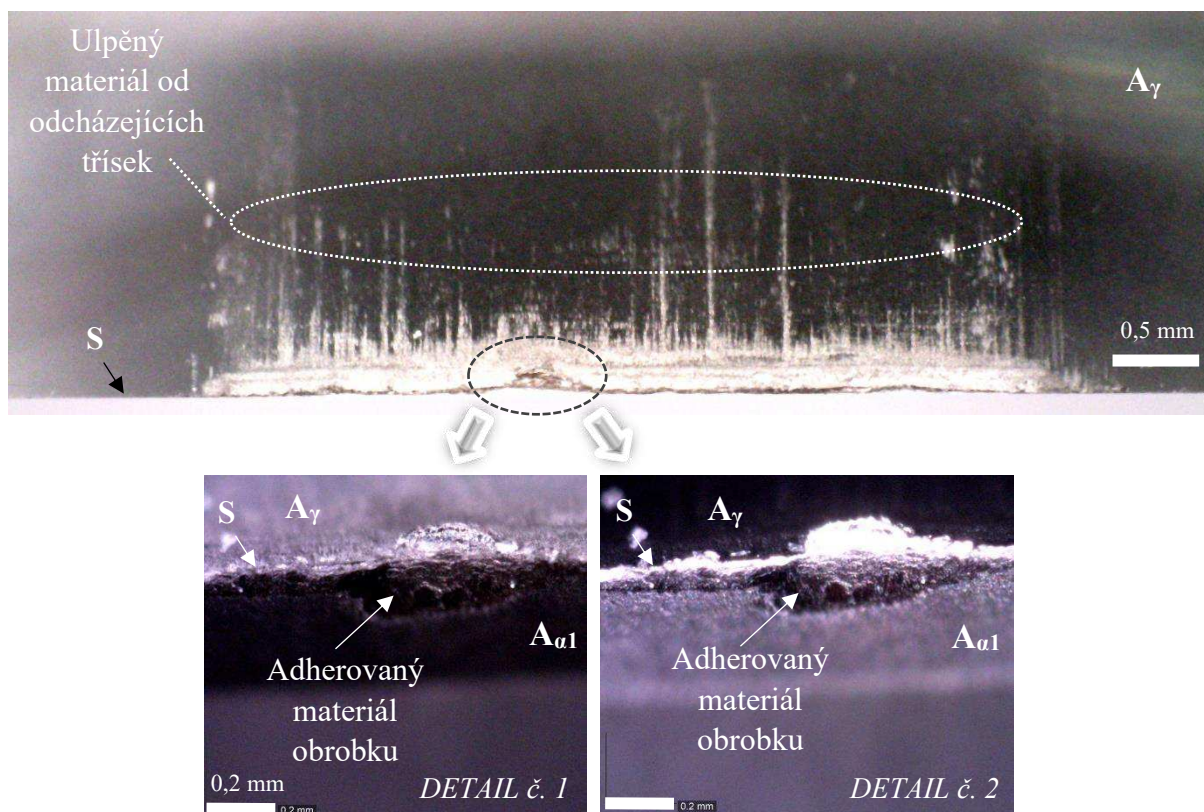 Ulpěný
materiál od
odcházejících
třísek
Aγ
S
0,5 mm
S
Aγ
Aα1
Adherovaný
materiál
obrobku
0,2 mm
0.2 mm
DETAIL č. 1
S
Aγ
Aα1
Adherovaný
materiál
obrobku
0.2 mm
DETAIL č. 2